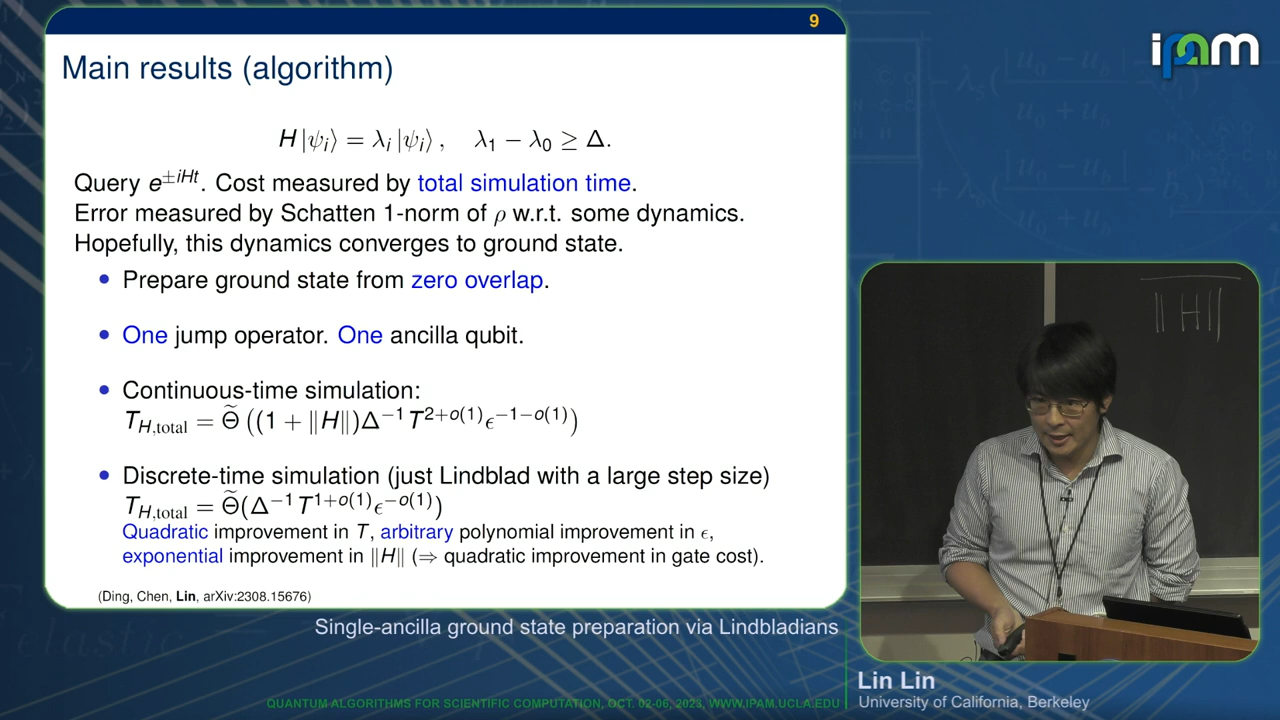 9
ipam
Main results (algorithm)
H|ψᵢ⟩ = λᵢ |ψᵢ⟩ ,   λ₁ − λ₀ ≥ Δ.
Query e^{±iHt}. Cost measured by total simulation time.
Error measured by Schatten 1-norm of ρ w.r.t. some dynamics.
Hopefully, this dynamics converges to ground state.
• Prepare ground state from zero overlap.
• One jump operator. One ancilla qubit.
• Continuous-time simulation:
T_{H,total} = Θ̃ ((1 + ‖H‖)Δ^{−1} T^{2+o(1)} ϵ^{−1−o(1)})
• Discrete-time simulation (just Lindblad with a large step size)
T_{H,total} = Θ̃(Δ^{−1} T^{1+o(1)} ϵ^{−o(1)})
Quadratic improvement in T, arbitrary polynomial improvement in ϵ,
exponential improvement in ‖H‖ (⇒ quadratic improvement in gate cost).
(Ding, Chen, Lin, arXiv:2308.15676)
‖H‖
Single-ancilla ground state preparation via Lindbladians
Lin Lin
University of California, Berkeley
QUANTUM ALGORITHMS FOR SCIENTIFIC COMPUTATION, OCT. 02-06, 2023, WWW.IPAM.UCLA.EDU